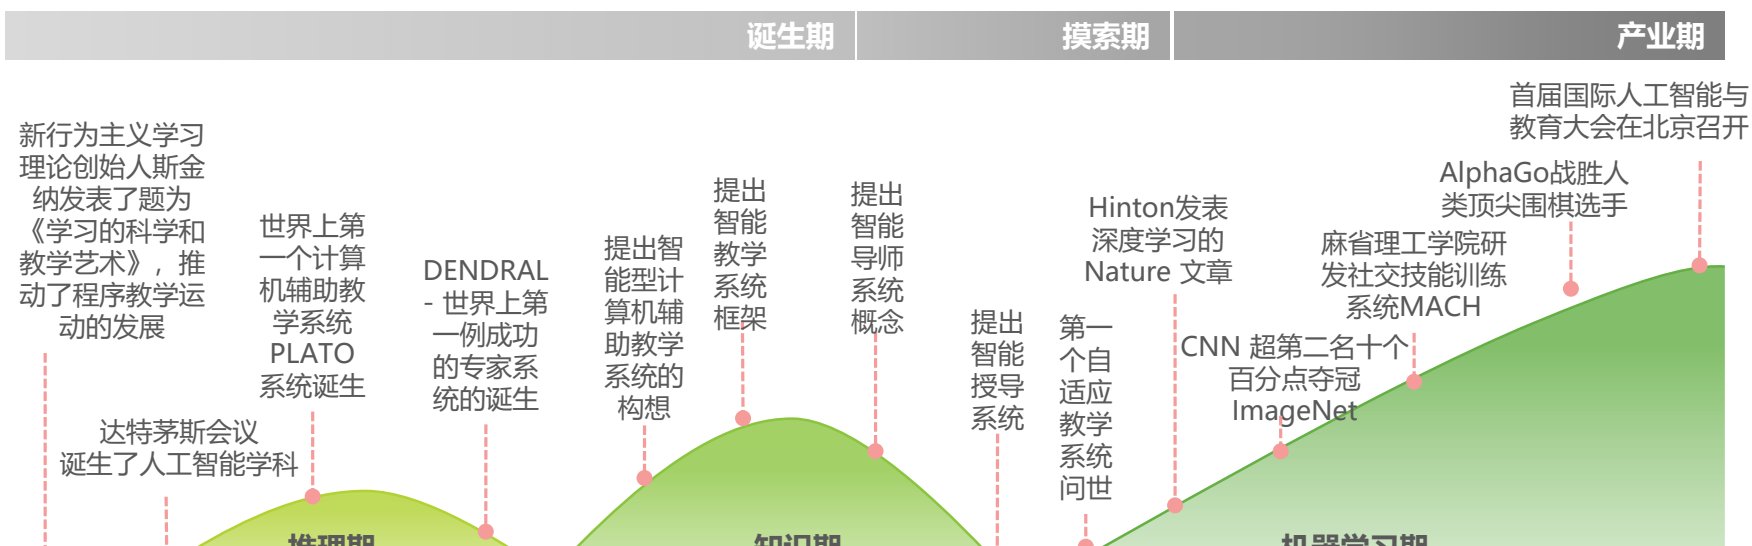 诞生期
摸索期
产业期
新行为主义学习
理论创始人斯金
纳发表了题为
《学习的科学和
教学艺术》，推
动了程序教学运
动的发展
达特茅斯会议
诞生了人工智能学科
世界上第
一个计算
机辅助教
学系统
PLATO
系统诞生
DENDRAL
- 世界上第
一例成功
的专家系
统的诞生
提出智
能型计
算机辅
助教学
系统的
构想
提出
智能
教学
系统
框架
提出
智能
导师
系统
概念
提出
智能
授导
系统
第一
个自
适应
教学
系统
问世
Hinton发表
深度学习的
Nature 文章
CNN 超第二名十个
百分点夺冠
ImageNet
麻省理工学院研
发社交技能训练
系统MACH
AlphaGo战胜人
类顶尖围棋选手
首届国际人工智能与
教育大会在北京召开
推理期
知识期
机器学习期